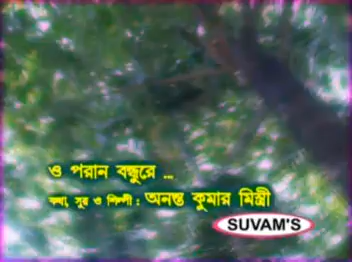 ও পরান বন্ধুরে ...
কথা, সুর ও শিল্পী : অনন্ত কুমার মিস্ত্রী
SUVAM'S